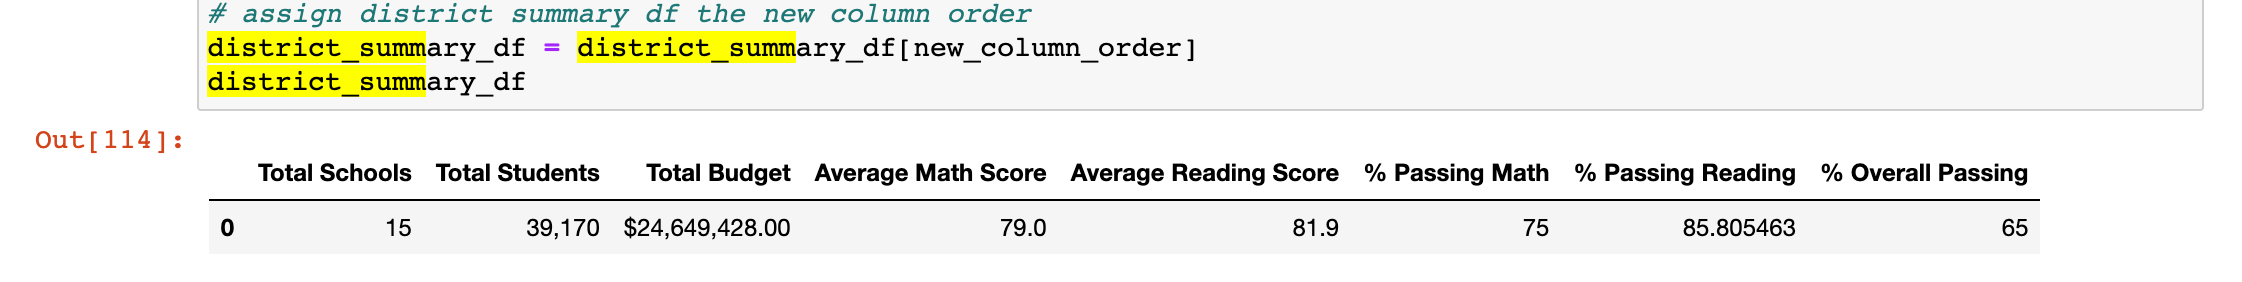 # assign district summary df the new column order
district_summary_df = district_summary_df[new_column_order]
district_summary_df
Out[114]:
Total Schools Total Students Total Budget Average Math Score Average Reading Score % Passing Math % Passing Reading % Overall Passing
0 15 39,170 $24,649,428.00 79.0 81.9 75 85.805463 65